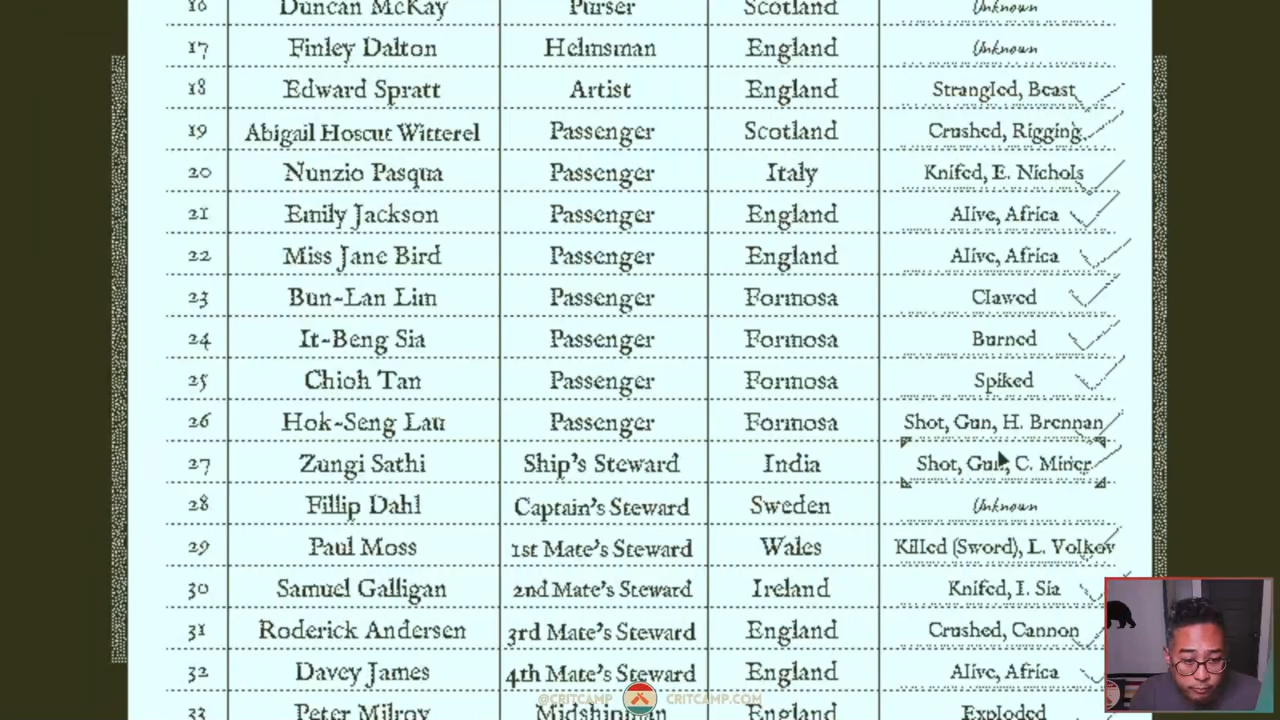 16 Duncan McKay Purser Scotland Unknown
17 Finley Dalton Helmsman England Unknown
18 Edward Spratt Artist England Strangled, Beast
19 Abigail Hoscut Witterel Passenger Scotland Crushed, Rigging
20 Nunzio Pasqua Passenger Italy Knifed, E. Nichols
21 Emily Jackson Passenger England Alive, Africa
22 Miss Jane Bird Passenger England Alive, Africa
23 Bun-Lan Lim Passenger Formosa Clawed
24 It-Beng Sia Passenger Formosa Burned
25 Chioh Tan Passenger Formosa Spiked
26 Hok-Seng Lau Passenger Formosa Shot, Gun, H. Brennan
27 Zungi Sathi Ship's Steward India Shot, Gun, C. Miner
28 Fillip Dahl Captain's Steward Sweden Unknown
29 Paul Moss 1st Mate's Steward Wales Killed (Sword), L. Volkov
30 Samuel Galligan 2nd Mate's Steward Ireland Knifed, I. Sia
31 Roderick Andersen 3rd Mate's Steward England Crushed, Cannon
32 Davey James 4th Mate's Steward England Alive, Africa
@CRITCAMP CRITCAMP.COM
33 Peter Milroy Midshipman England Exploded